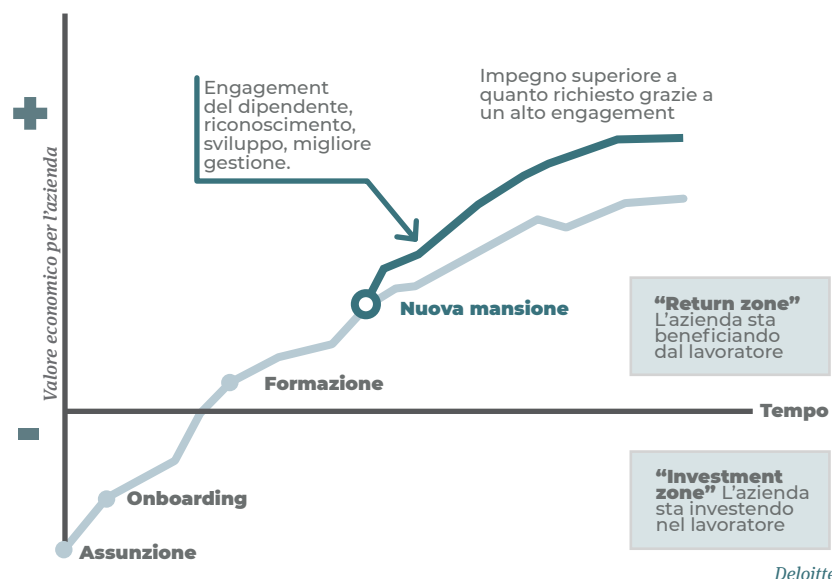 Engagement
del dipendente,
riconoscimento,
sviluppo, migliore
gestione.
Impegno superiore a
quanto richiesto grazie a
un alto engagement
+
Valore economico per l'azienda
-
Nuova mansione
“Return zone”
L'azienda sta
beneficiando
dal lavoratore
Formazione
Tempo
Onboarding
“Investment
zone” L'azienda
sta investendo
nel lavoratore
Assunzione
Deloitte